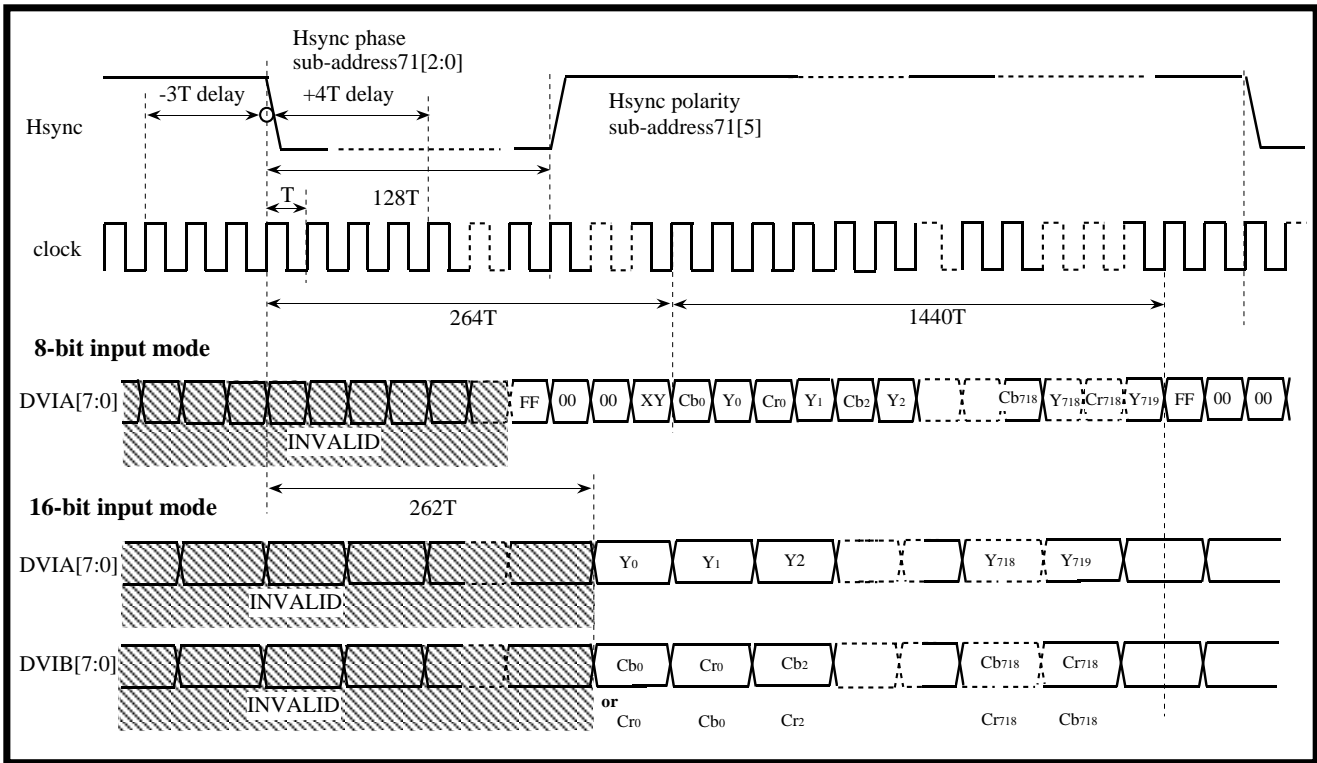 Hsync phase
sub-address71[2:0]
-3T delay
+4T delay
Hsync
Hsync polarity
sub-address71[5]
T
128T
clock
264T
1440T
8-bit input mode
DVIA[7:0]
FF 00 00 XY Cb0 Y0 Cr0 Y1 Cb2 Y2 Cb718 Y718 Cr718 Y719 FF 00 00
INVALID
262T
16-bit input mode
DVIA[7:0]
Y0 Y1 Y2 Y718 Y719
INVALID
DVIB[7:0]
Cb0 Cr0 Cb2 Cb718 Cr718
INVALID
or
Cr0 Cb0 Cr2 Cr718 Cb718